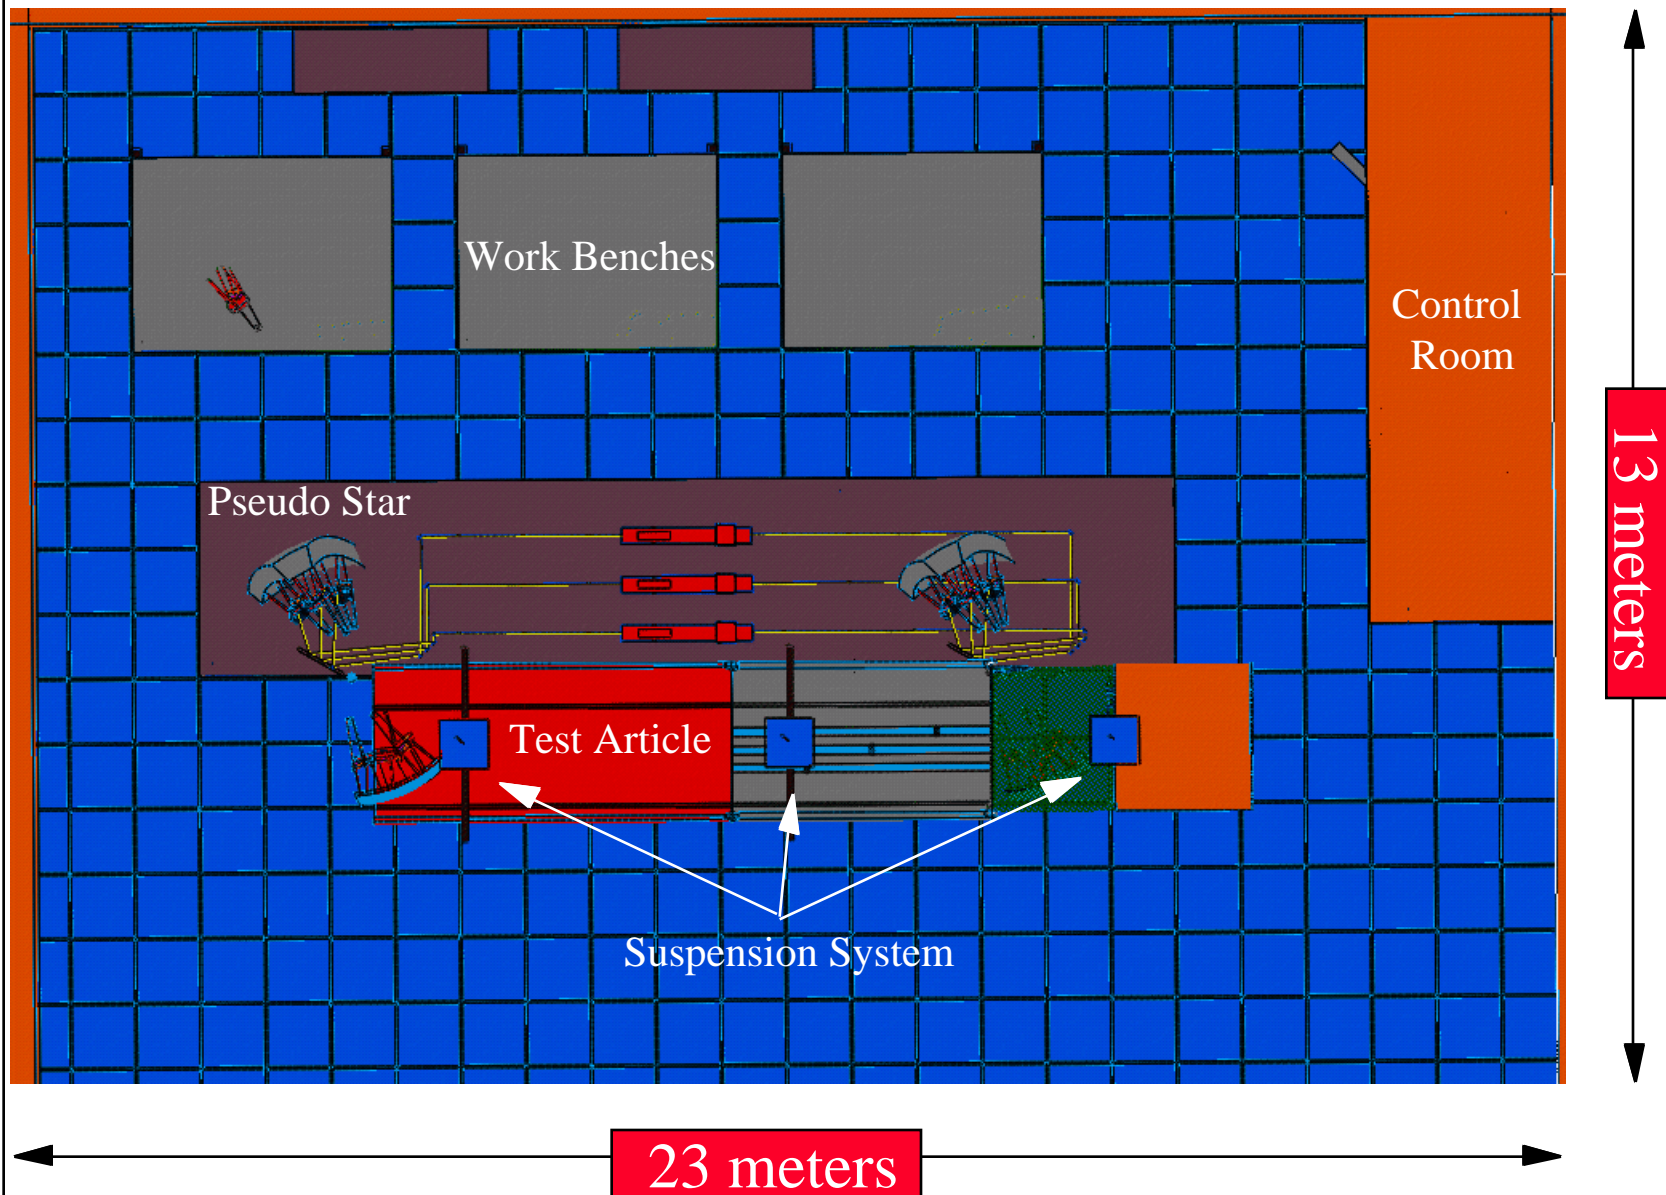 Work Benches
Control
Room
Pseudo Star
13 meters
Test Article
Suspension System
23 meters